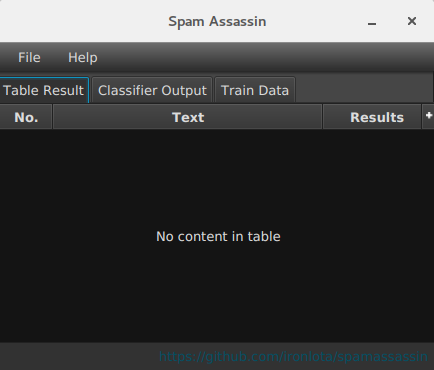 Spam Assassin
File Help
Table Result Classifier Output Train Data
No. Text Results +
No content in table
https://github.com/ironlota/spamassassin